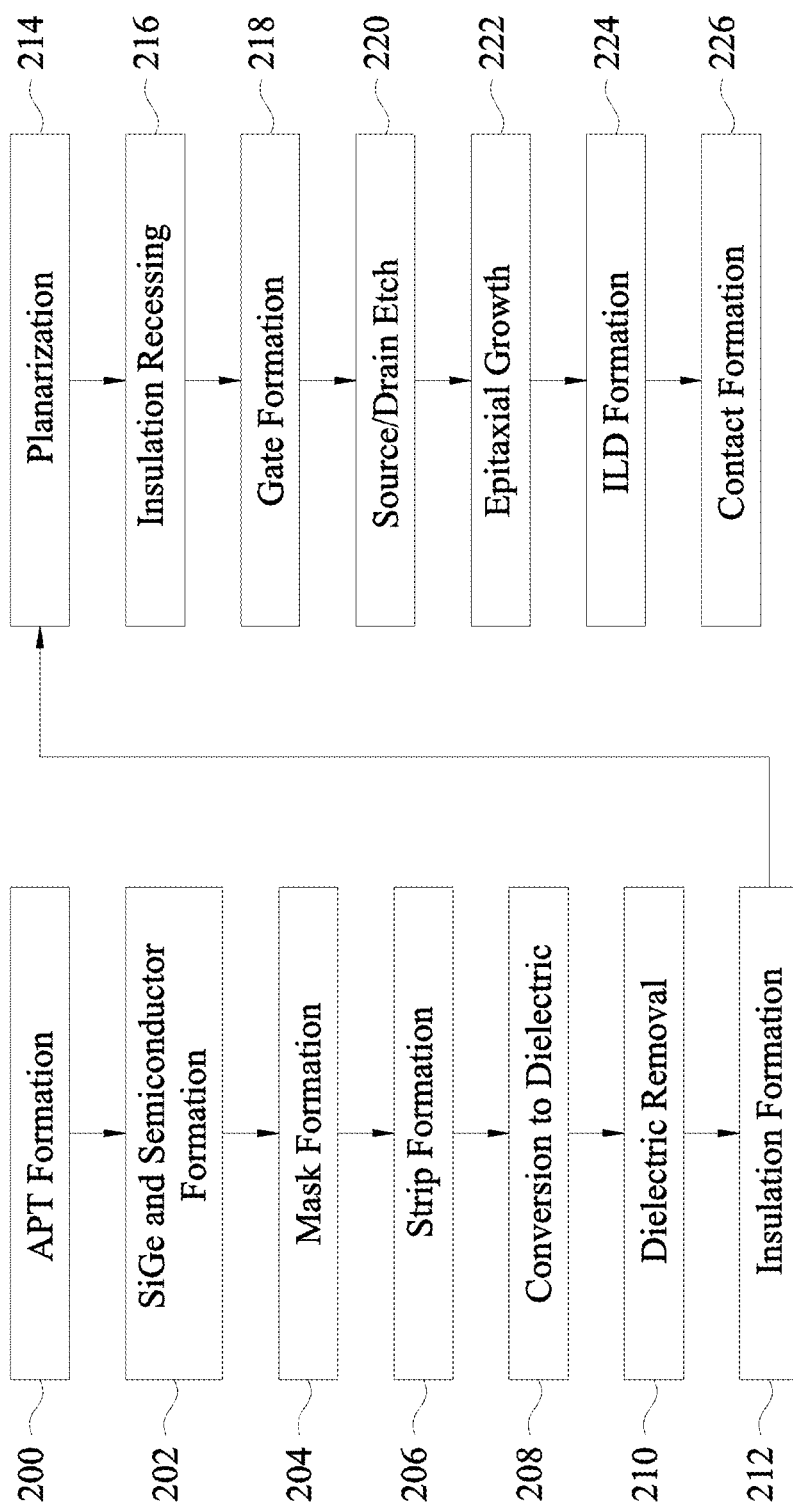 200
APT Formation
202
SiGe and Semiconductor
Formation
204
Mask Formation
206
Strip Formation
208
Conversion to Dielectric
210
Dielectric Removal
212
Insulation Formation
Planarization
214
Insulation Recessing
216
Gate Formation
218
Source/Drain Etch
220
Epitaxial Growth
222
ILD Formation
224
Contact Formation
226